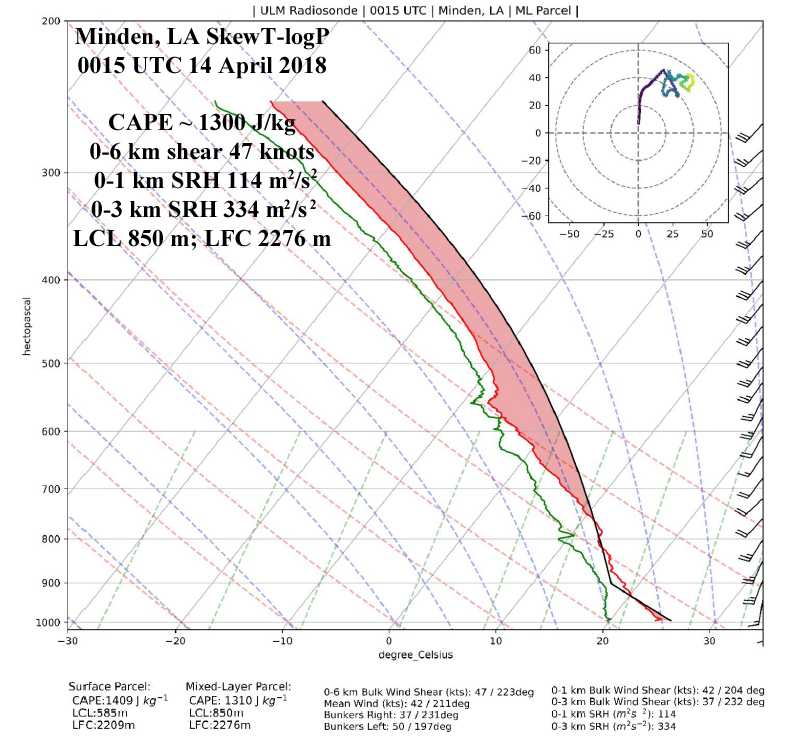 | ULM Radiosonde | 0015 UTC | Minden, LA | ML Parcel |
Minden, LA SkewT-logP
0015 UTC 14 April 2018
CAPE ~ 1300 J/kg
0-6 km shear 47 knots
0-1 km SRH 114 m²/s²
0-3 km SRH 334 m²/s²
LCL 850 m; LFC 2276 m
200
300
400
500
600
700
800
900
1000
hectopascal
−30
−20
−10
0
10
20
30
degree_Celsius
60
40
20
0
−20
−40
−60
−50
−25
0
25
50
Surface Parcel:
CAPE:1409 J kg⁻¹
LCL:585m
LFC:2209m
Mixed-Layer Parcel:
CAPE: 1310 J kg⁻¹
LCL:850m
LFC:2276m
0-6 km Bulk Wind Shear (kts): 47 / 223deg
Mean Wind (kts): 42 / 211deg
Bunkers Right: 37 / 231deg
Bunkers Left: 50 / 197deg
0-1 km Bulk Wind Shear (kts): 42 / 204 deg
0-3 km Bulk Wind Shear (kts): 37 / 232 deg
0-1 km SRH (m²s⁻²): 114
0-3 km SRH (m²s⁻²): 334